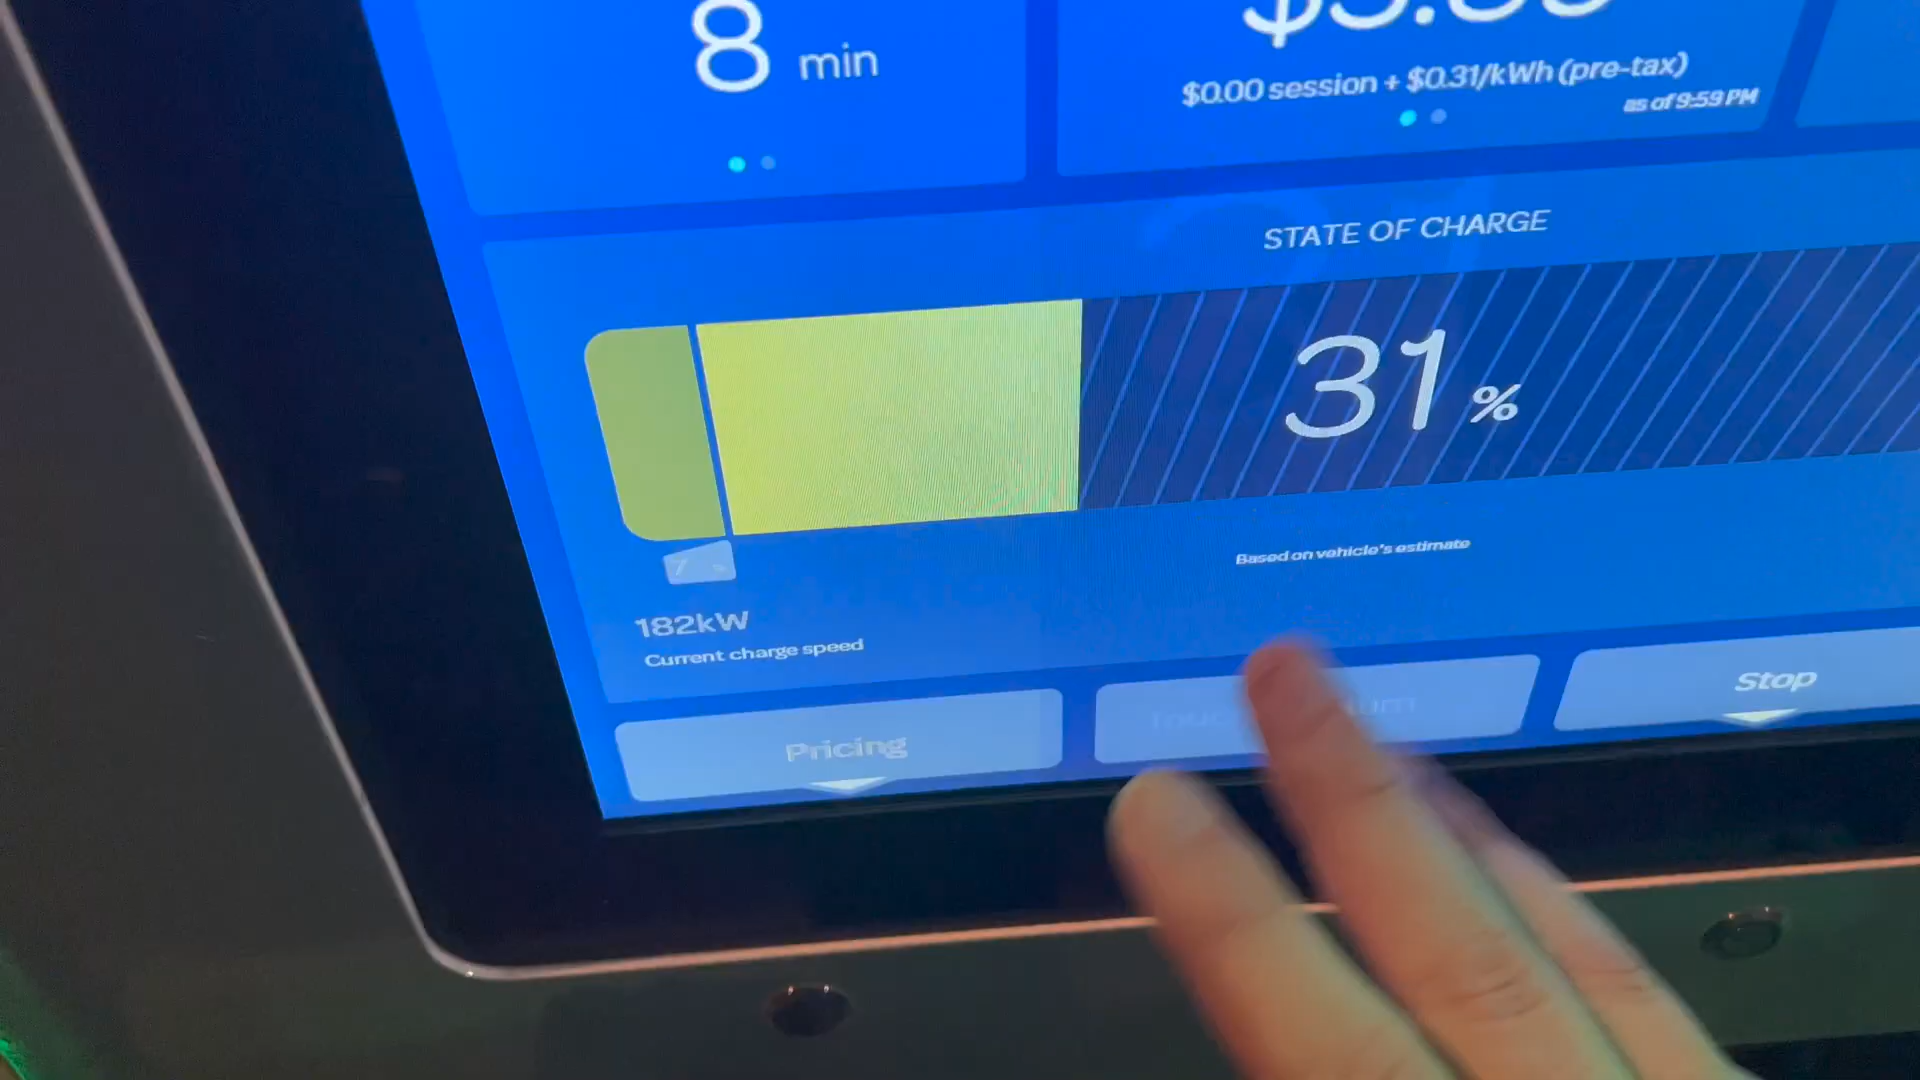 8 min
$0.00 session + $0.31/kWh (pre-tax)
as of 9:59 PM
STATE OF CHARGE
31 %
Based on vehicle's estimate
182kW
Current charge speed
Pricing
Stop